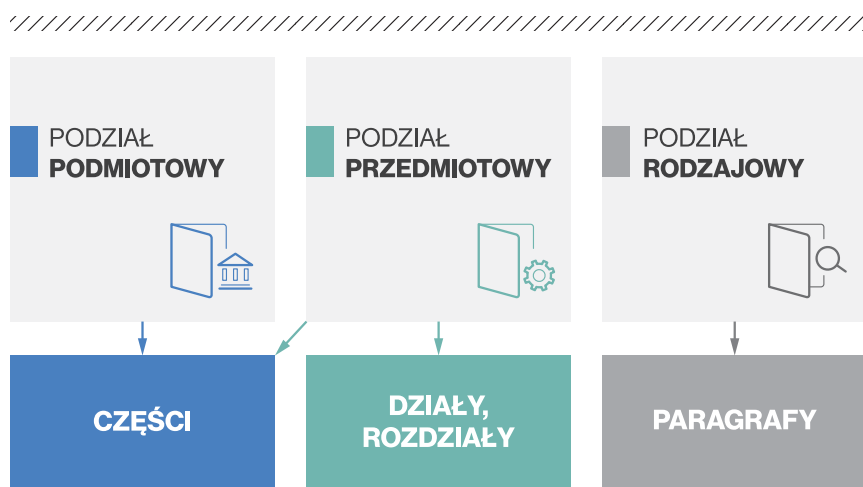 PODZIAŁ
PODMIOTOWY
PODZIAŁ
PRZEDMIOTOWY
PODZIAŁ
RODZAJOWY
CZĘŚCI
DZIAŁY,
ROZDZIAŁY
PARAGRAFY